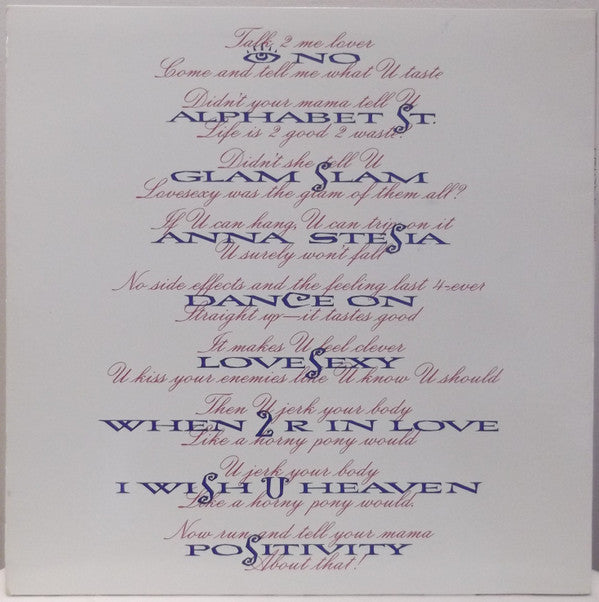 Talk 2 me lover
👁 NO
Come and tell me what U taste
Didn't your mama tell U
ALPHABET ST.
Life is 2 good 2 waste?
Didn't she tell U
GLAM SLAM
Lovesexy was the glam of them all?
If U can hang, U can trip on it
ANNA STESIA
U surely won't fall
No side effects and the feeling last 4-ever
DANCE ON
Straight up—it tastes good
It makes U feel clever
LOVESEXY
U kiss your enemies like U know U should
Then U jerk your body
WHEN 2 R IN LOVE
Like a horny pony would
U jerk your body
I WISH U HEAVEN
Like a horny pony would.
Now run and tell your mama
POSITIVITY
About that!